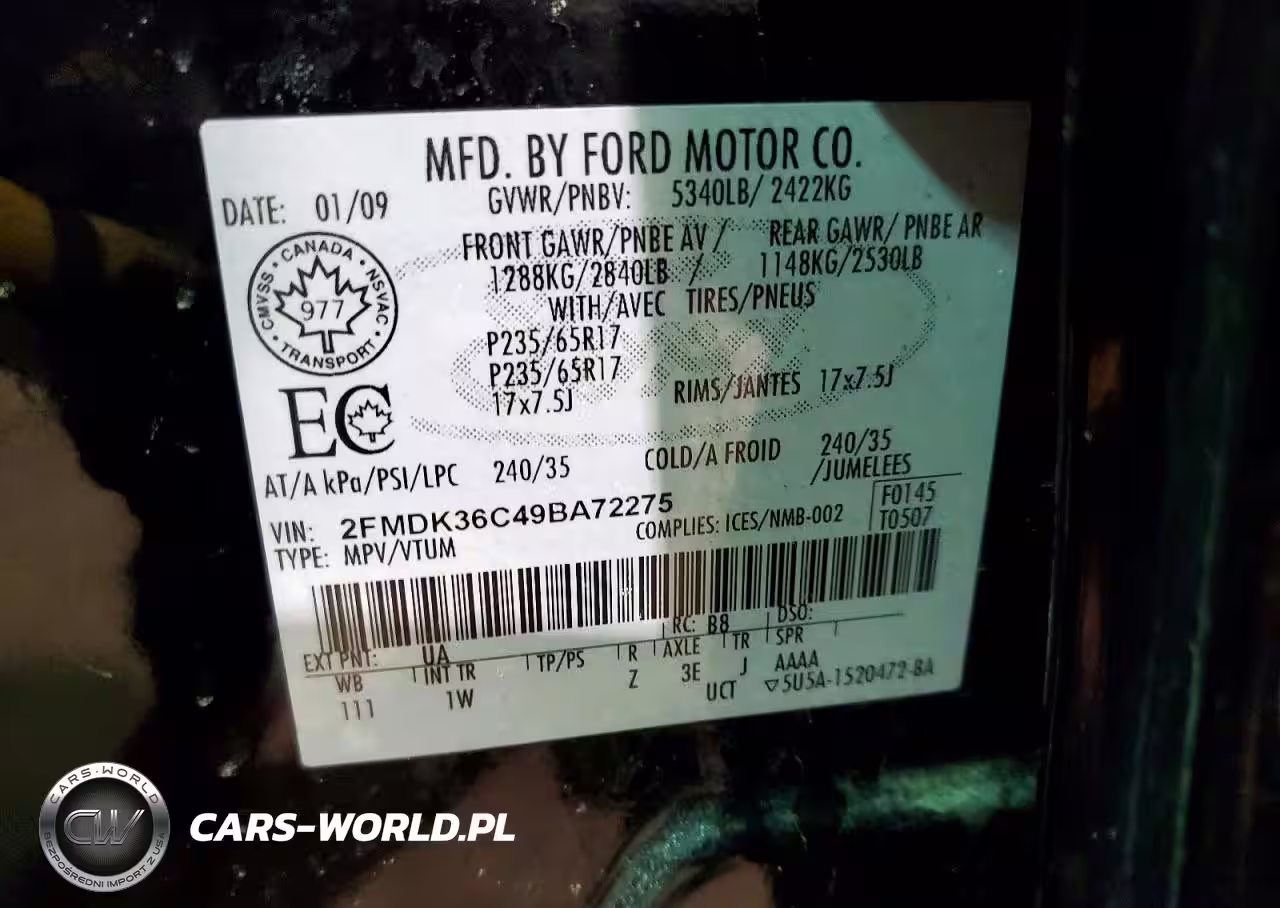 MFD. BY FORD MOTOR CO.
DATE: 01/09
GVWR/PNBV: 5340LB/ 2422KG
FRONT GAWR/PNBE AV / REAR GAWR/ PNBE AR
1288KG/2840LB / 1148KG/2530LB
WITH/AVEC TIRES/PNEUS
P235/65R17
P235/65R17
17x7.5J RIMS/JANTES 17x7.5J
CMVSS • CANADA • NSVAC • TRANSPORT •
977
EC
AT/A kPa/PSI/LPC 240/35 COLD/A FROID 240/35
/JUMELEES
VIN: 2FMDK36C49BA72275
COMPLIES: ICES/NMB-002
F0145
T0507
TYPE: MPV/VTUM
EXT PNT: UA RC: B8 DSO:
WB INT TR TP/PS R AXLE TR SPR
111 1W Z 3E J AAAA
UCT ▽5U5A-1520472-BA
CARS-WORLD
CW
BEZPOŚREDNI IMPORT Z USA
CARS-WORLD.PL